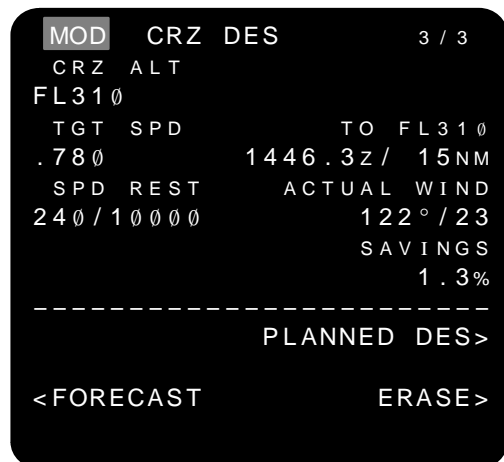 MOD CRZ DES 3/3
CRZ ALT
FL310
TGT SPD TO FL310
.780 1446.3Z/ 15NM
SPD REST ACTUAL WIND
240/10000 122°/23
SAVINGS
1.3%
--------------------------
PLANNED DES>
<FORECAST ERASE>